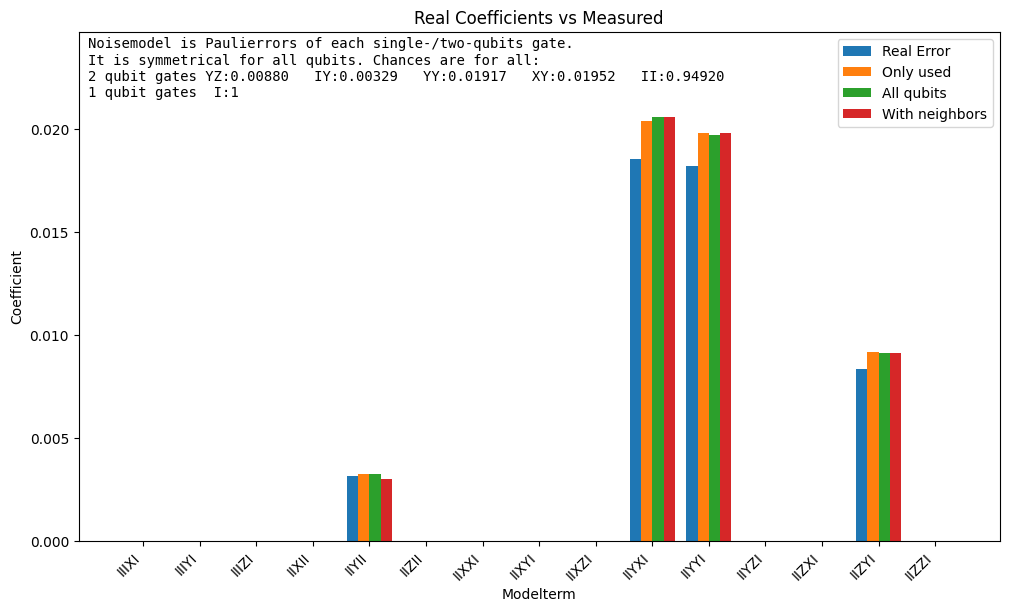 Real Coefficients vs Measured
Noisemodel is Paulierrors of each single-/two-qubits gate.
It is symmetrical for all qubits. Chances are for all:
2 qubit gates YZ:0.00880   IY:0.00329   YY:0.01917   XY:0.01952   II:0.94920
1 qubit gates  I:1
Real Error
Only used
All qubits
With neighbors
Coefficient
0.020
0.015
0.010
0.005
0.000
IIIXI
IIIYI
IIIZI
IIXII
IIYII
IIZII
IIXXI
IIXYI
IIXZI
IIYXI
IIYYI
IIYZI
IIZXI
IIZYI
IIZZI
Modelterm